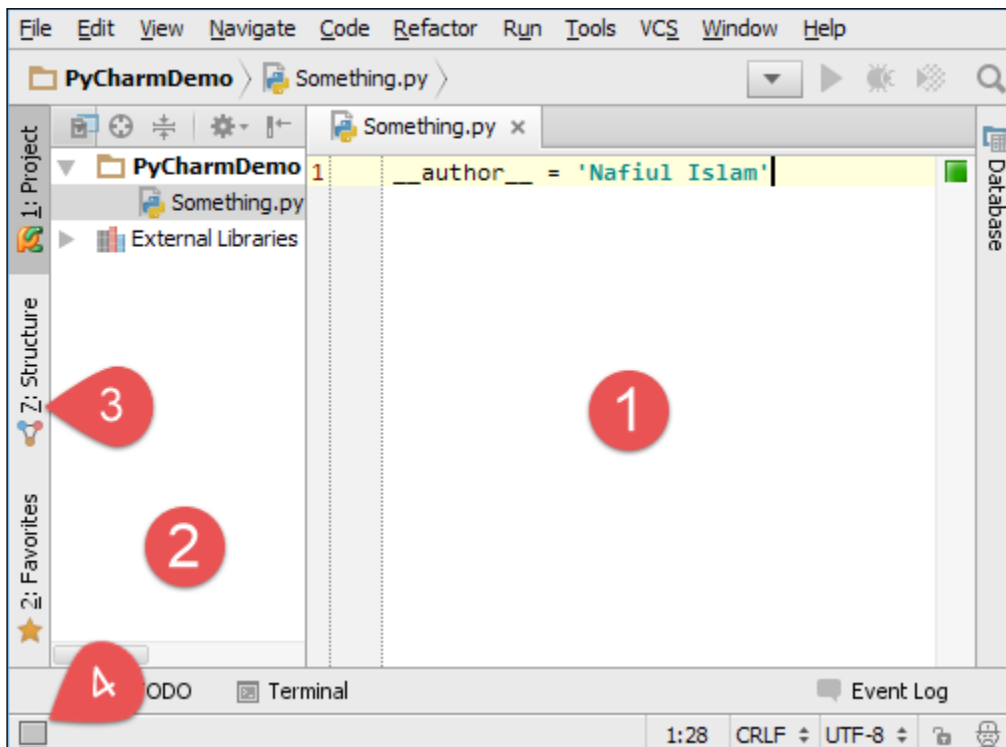 File Edit View Navigate Code Refactor Run Tools VCS Window Help
PyCharmDemo Something.py
1: Project
Something.py
Database
PyCharmDemo
1 __author__ = 'Nafiul Islam'
Something.py
External Libraries
7: Structure
3
1
2
2: Favorites
4
ODO Terminal Event Log
1:28 CRLF UTF-8